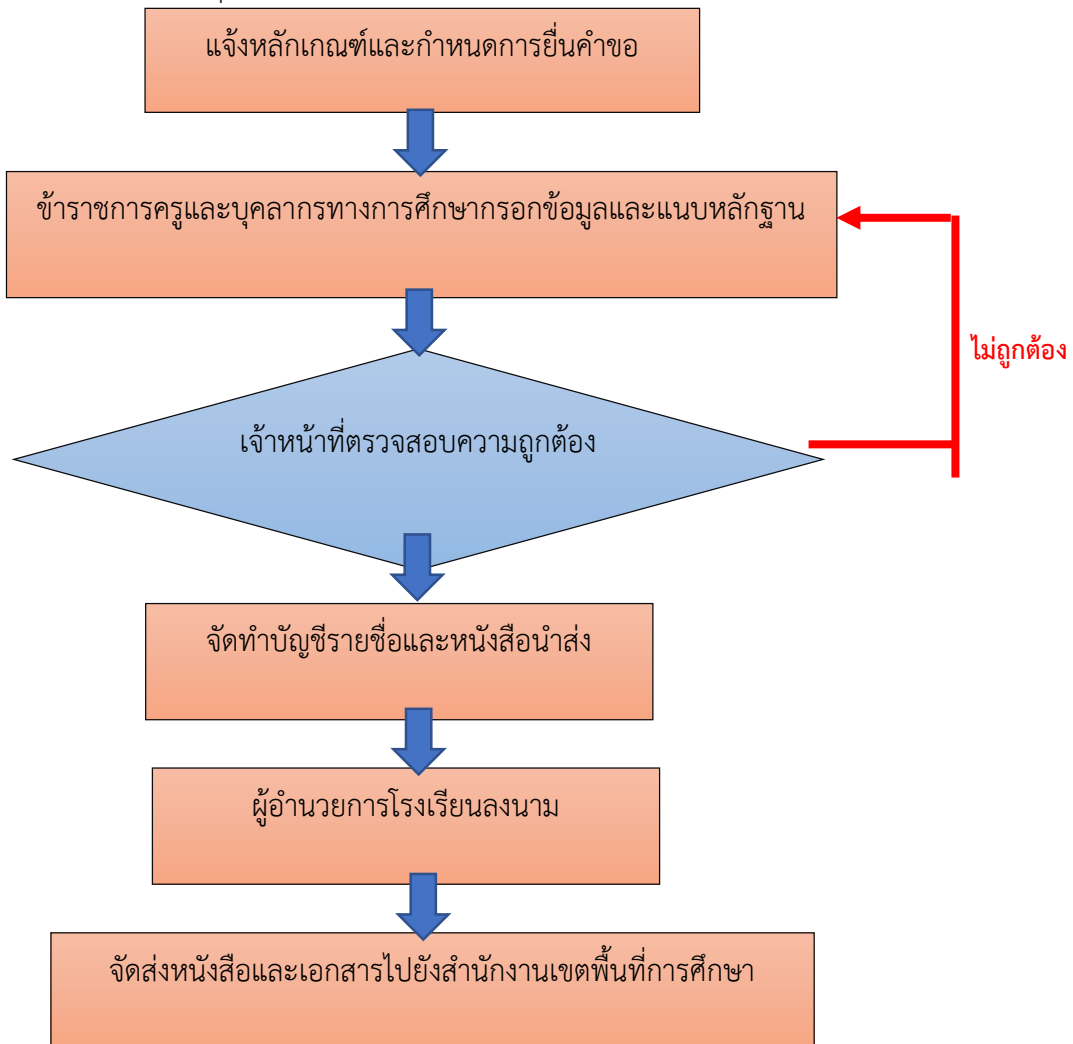 แจ้งหลักเกณฑ์และกำหนดการยื่นคำขอ
ข้าราชการครูและบุคลากรทางการศึกษากรอกข้อมูลและแนบหลักฐาน
ไม่ถูกต้อง
เจ้าหน้าที่ตรวจสอบความถูกต้อง
จัดทำบัญชีรายชื่อและหนังสือนำส่ง
ผู้อำนวยการโรงเรียนลงนาม
จัดส่งหนังสือและเอกสารไปยังสำนักงานเขตพื้นที่การศึกษา